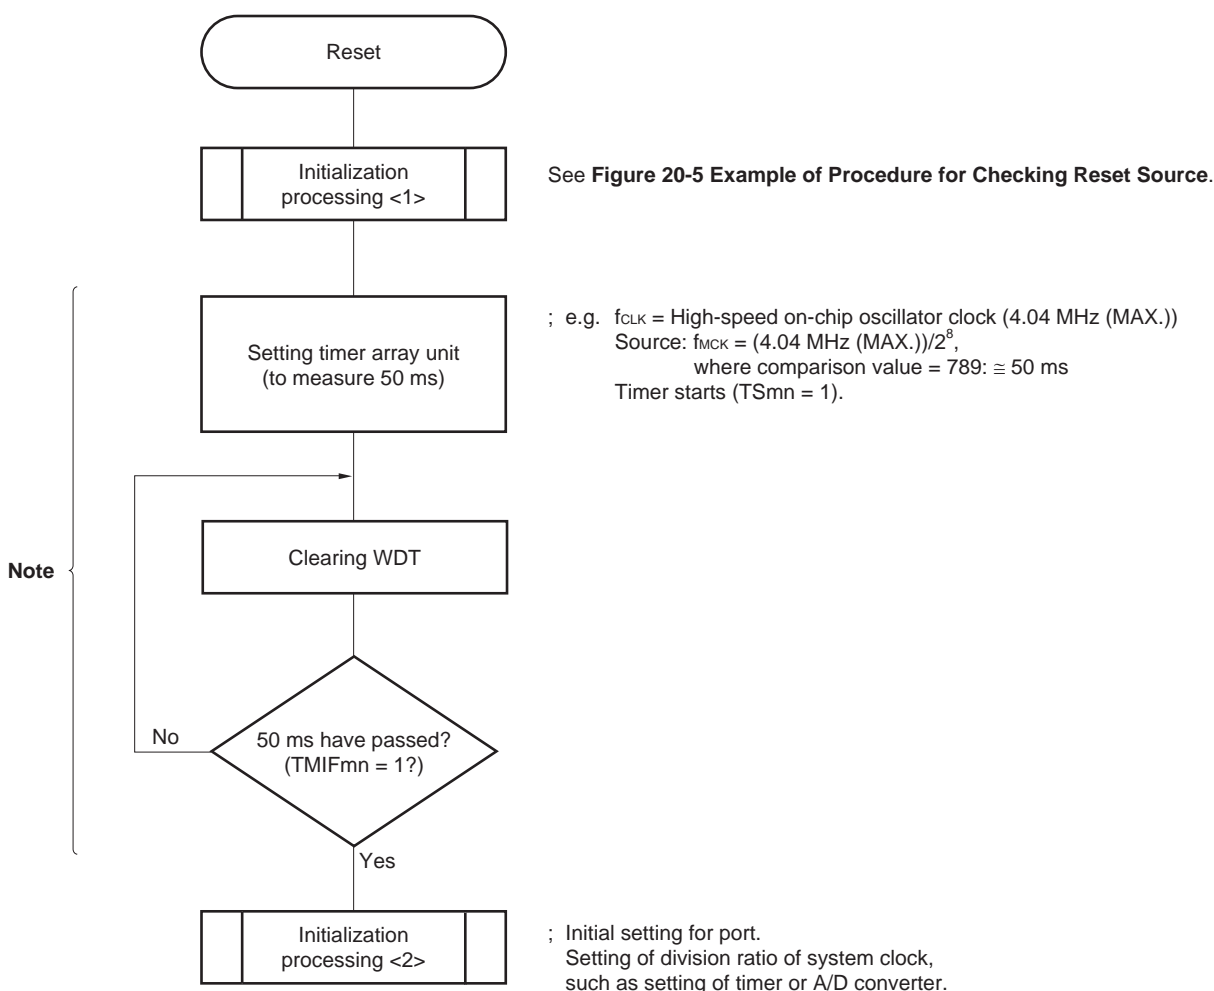 Reset
Initialization
processing <1>
See Figure 20-5 Example of Procedure for Checking Reset Source.
Setting timer array unit
(to measure 50 ms)
; e.g. fCLK = High-speed on-chip oscillator clock (4.04 MHz (MAX.))
Source: fMCK = (4.04 MHz (MAX.))/2⁸,
where comparison value = 789: ≅ 50 ms
Timer starts (TSmn = 1).
Note
Clearing WDT
No
50 ms have passed?
(TMIFmn = 1?)
Yes
Initialization
processing <2>
; Initial setting for port.
Setting of division ratio of system clock,
such as setting of timer or A/D converter.